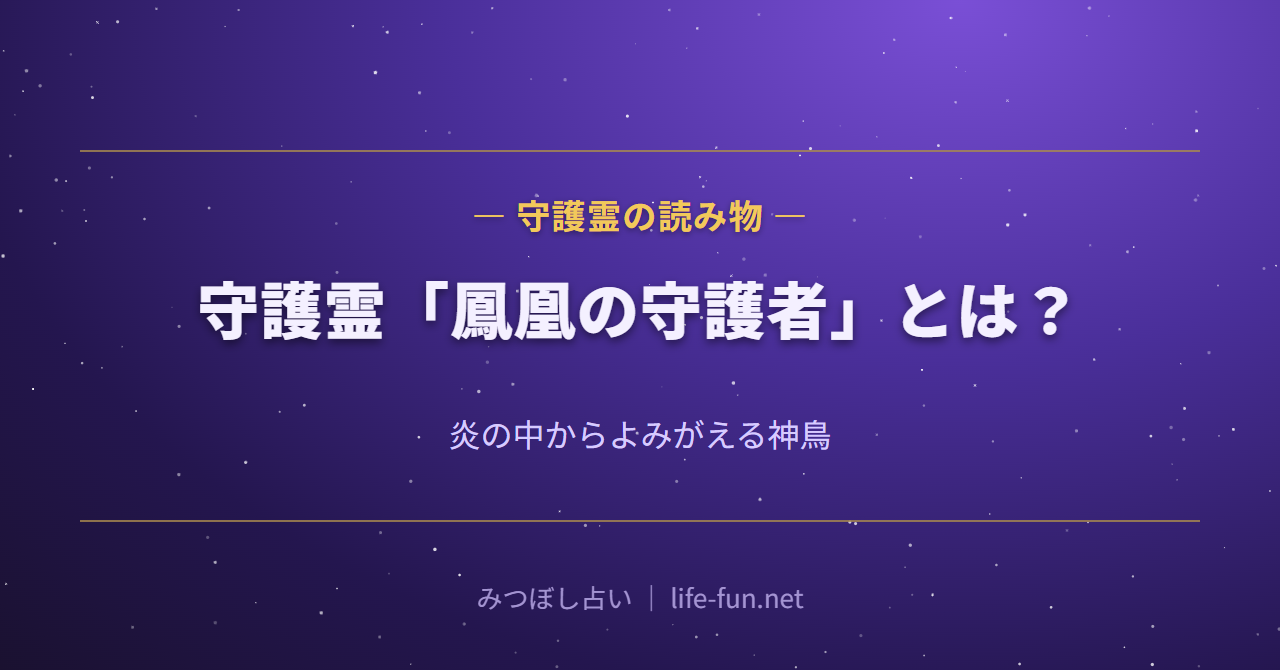 — 守護霊の読み物 —
守護霊「鳳凰の守護者」とは？
炎の中からよみがえる神鳥
みつぼし占い ｜ life-fun.net